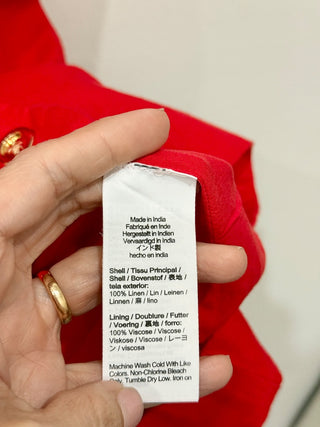 Made in India
Fabriqué en Inde
Hergestellt in Indien
Vervaardigd in India
インド製
hecho en India
Shell / Tissu Principal /
Shell / Bovenstof / 表地 /
tela exterior:
100% Linen / Lin / Leinen /
Linnen / 麻 / lino
Lining / Doublure / Futter
/ Voering / 裏地 / forro:
100% Viscose / Viscose /
Viskose / Viscose / レーヨ
ン / viscosa
Machine Wash Cold With Like
Colors. Non-Chlorine Bleach
Only. Tumble Dry Low. Iron on